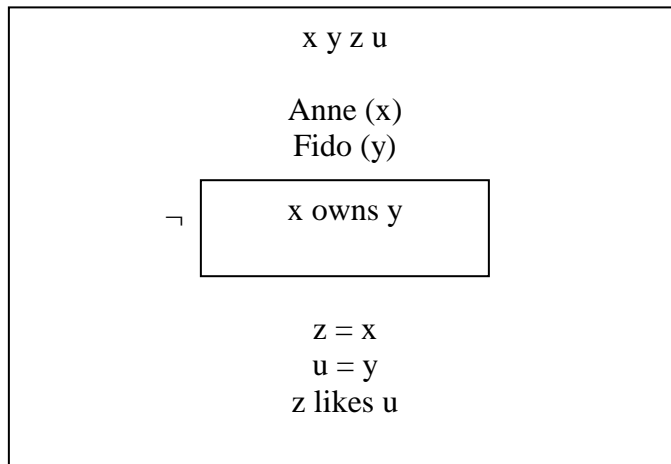 x y z u
Anne (x)
Fido (y)
¬ x owns y
z = x
u = y
z likes u